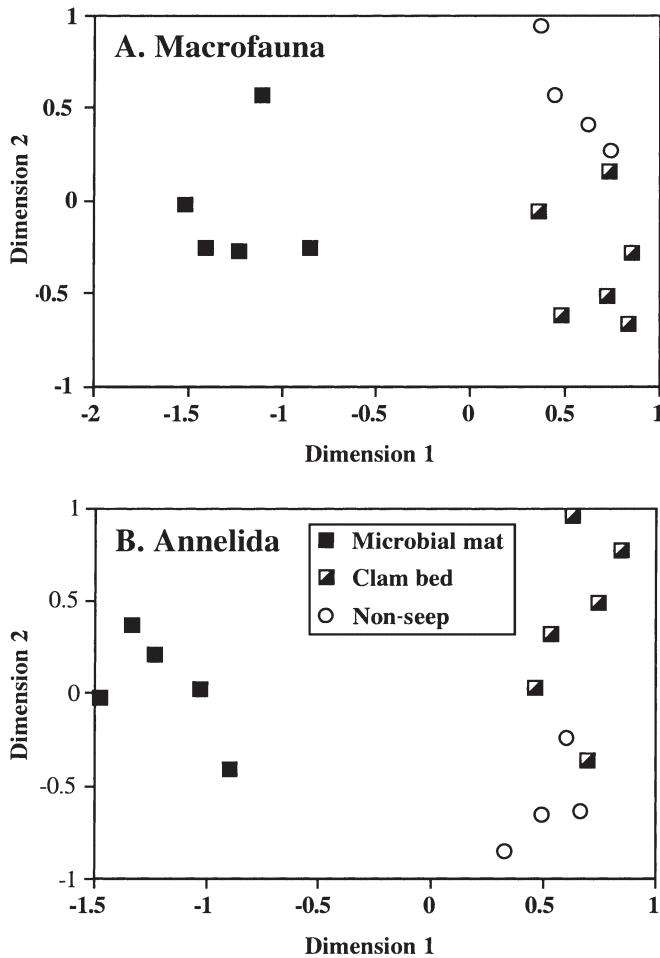 A. Macrofauna
1
0.5
0
-0.5
-1
Dimension 2
-2 -1.5 -1 -0.5 0 0.5 1
Dimension 1
B. Annelida
Microbial mat
Clam bed
Non-seep
1
0.5
0
-0.5
-1
Dimension 2
-1.5 -1 -0.5 0 0.5 1
Dimension 1